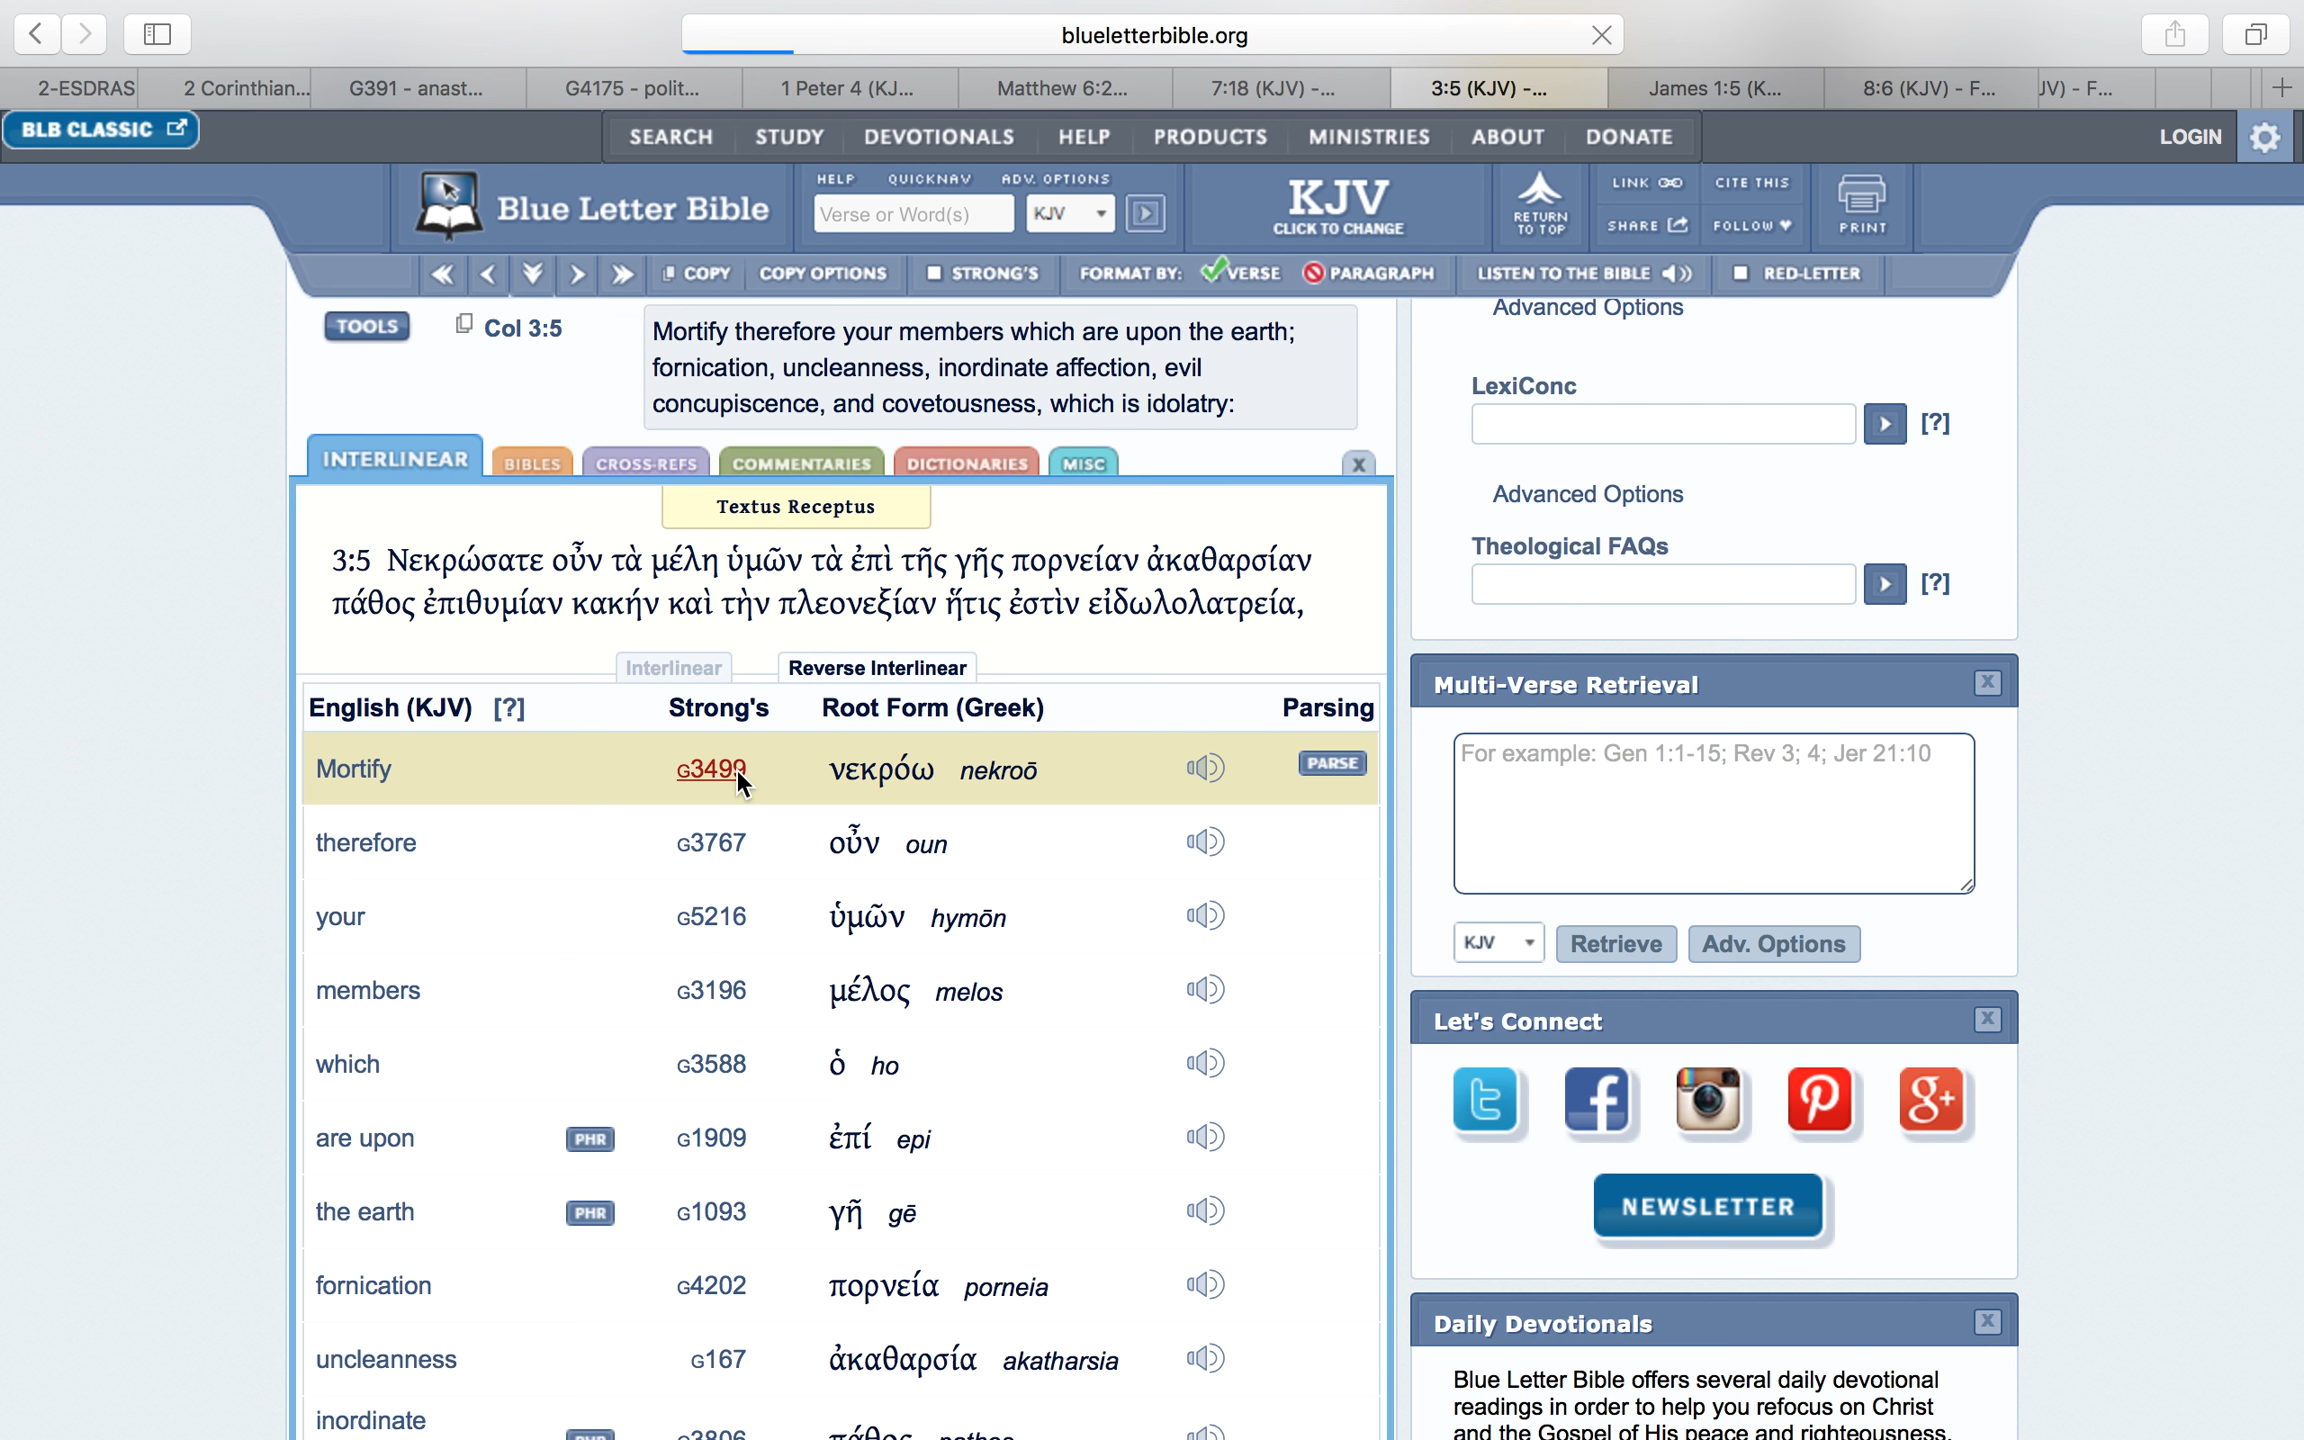 blueletterbible.org
2-ESDRAS
2 Corinthian...
G391 - anast...
G4175 - polit...
1 Peter 4 (KJ...
Matthew 6:2...
7:18 (KJV) -...
3:5 (KJV) -...
James 1:5 (K...
8:6 (KJV) - F...
JV) - F...
BLB CLASSIC
SEARCH
STUDY
DEVOTIONALS
HELP
PRODUCTS
MINISTRIES
ABOUT
DONATE
LOGIN
Blue Letter Bible
HELP
QUICKNAV
ADV. OPTIONS
Verse or Word(s)
KJV
KJV
CLICK TO CHANGE
RETURN
TO TOP
LINK
CITE THIS
SHARE
FOLLOW
PRINT
COPY
COPY OPTIONS
STRONG'S
FORMAT BY:
VERSE
PARAGRAPH
LISTEN TO THE BIBLE
RED-LETTER
TOOLS
Col 3:5
Mortify therefore your members which are upon the earth;
fornication, uncleanness, inordinate affection, evil
concupiscence, and covetousness, which is idolatry:
INTERLINEAR
BIBLES
CROSS-REFS
COMMENTARIES
DICTIONARIES
MISC
X
Textus Receptus
3:5 Νεκρώσατε οὖν τὰ μέλη ὑμῶν τὰ ἐπὶ τῆς γῆς πορνείαν ἀκαθαρσίαν
πάθος ἐπιθυμίαν κακήν καὶ τὴν πλεονεξίαν ἥτις ἐστὶν εἰδωλολατρεία,
Interlinear
Reverse Interlinear
English (KJV) [?] Strong's Root Form (Greek) Parsing
Mortify G3499 νεκρόω nekroō PARSE
therefore G3767 οὖν oun
your G5216 ὑμῶν hymōn
members G3196 μέλος melos
which G3588 ὁ ho
are upon PHR G1909 ἐπί epi
the earth PHR G1093 γῆ gē
fornication G4202 πορνεία porneia
uncleanness G167 ἀκαθαρσία akatharsia
inordinate
PHR G3806 πάθος pathos
Advanced Options
LexiConc
[?]
Advanced Options
Theological FAQs
[?]
Multi-Verse Retrieval
X
For example: Gen 1:1-15; Rev 3; 4; Jer 21:10
KJV
Retrieve
Adv. Options
Let's Connect
X
NEWSLETTER
Daily Devotionals
X
Blue Letter Bible offers several daily devotional
readings in order to help you refocus on Christ
and the Gospel of His peace and righteousness.